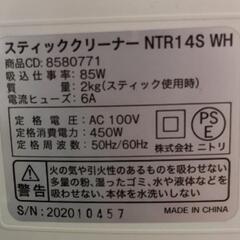 スティッククリーナー NTR14S WH
商品CD: 8580771
吸込仕事率: 85W
質量: 2kg(スティック使用時)
電流ヒューズ: 6A
定格電圧: AC 100V
定格消費電力: 450W
定格周波数: 50Hz/60Hz
PS
E
株式会社 ニトリ
注意
火の気や引火性のあるものを吸わせない
多量の粉、湿ったゴミ、水や液体などを
吸わせない。本体を水洗いしない。
S/N: 202010457
MADE IN CHINA